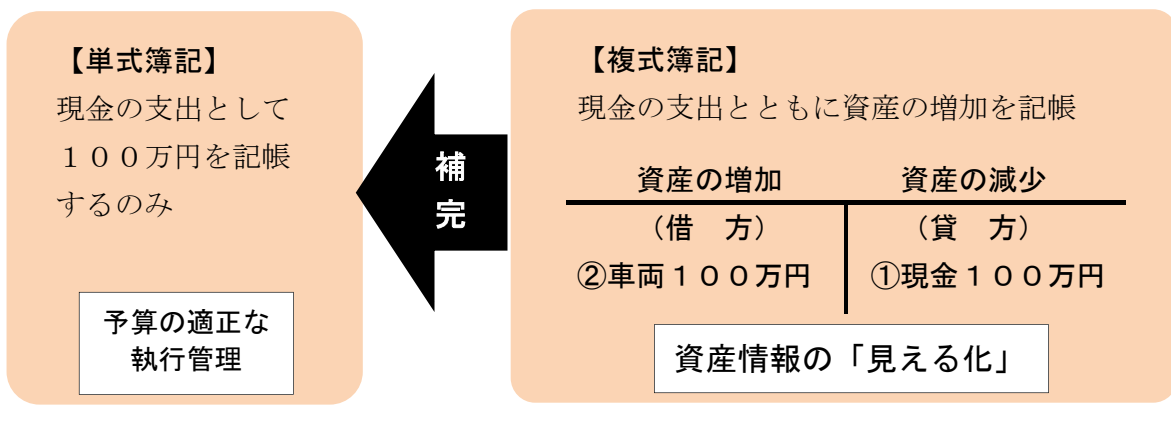 【単式簿記】
現金の支出として
１００万円を記帳
するのみ
予算の適正な
執行管理
補
完
【複式簿記】
現金の支出とともに資産の増加を記帳
資産の増加 資産の減少
（借　方） （貸　方）
②車両１００万円 ①現金１００万円
資産情報の「見える化」